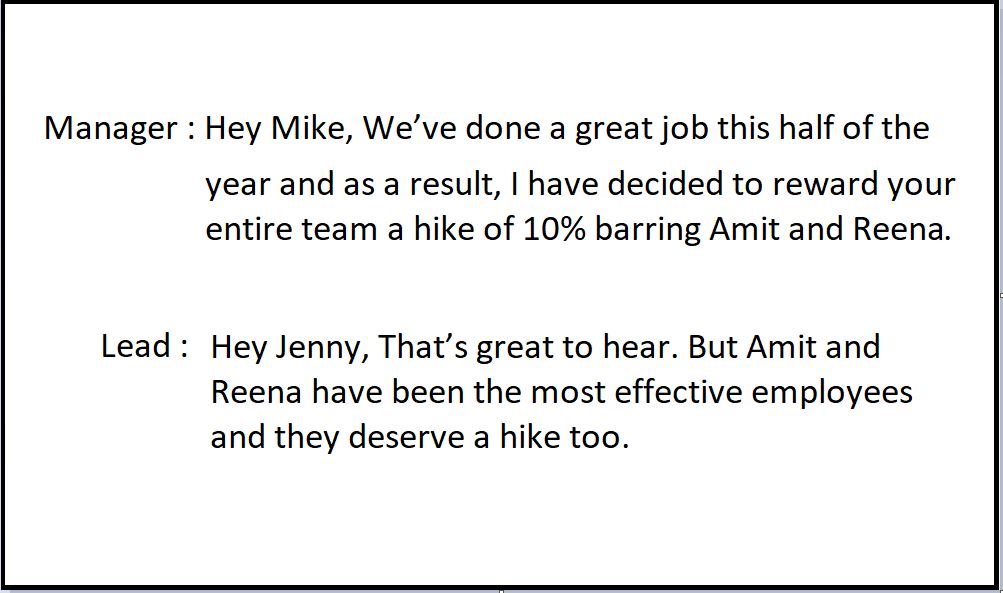 Manager : Hey Mike, We’ve done a great job this half of the
year and as a result, I have decided to reward your
entire team a hike of 10% barring Amit and Reena.
Lead : Hey Jenny, That’s great to hear. But Amit and
Reena have been the most effective employees
and they deserve a hike too.